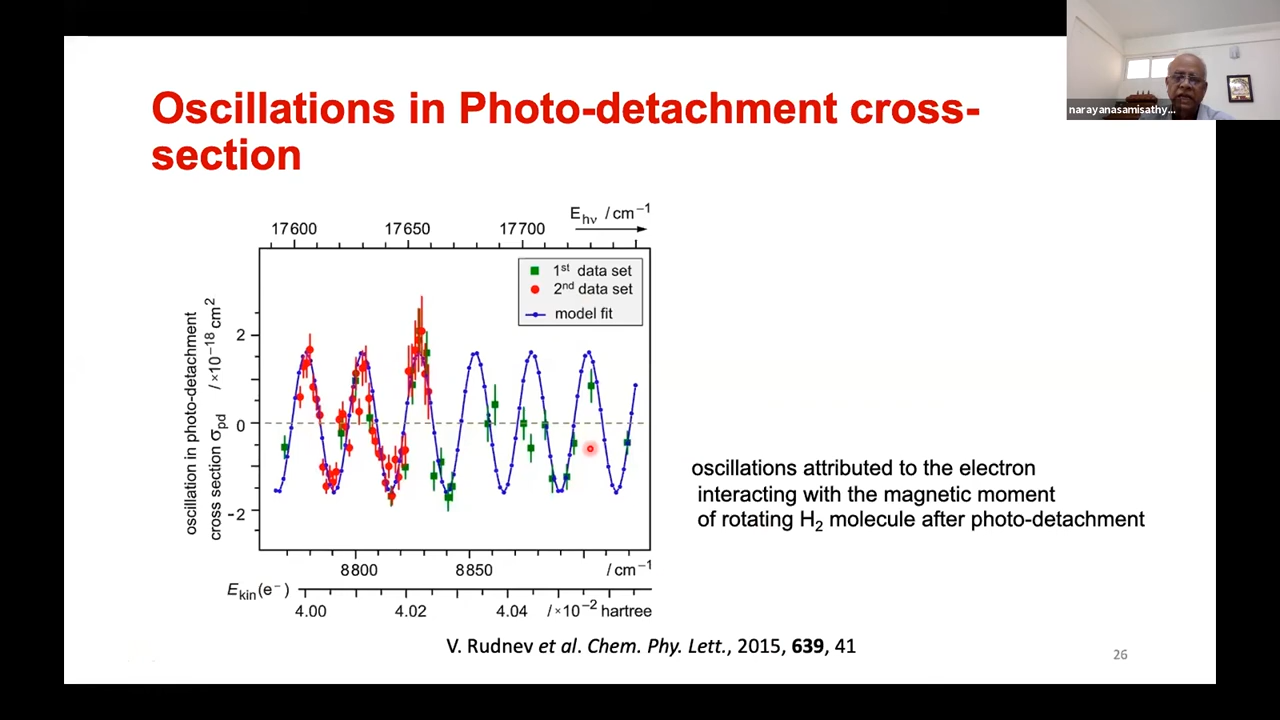 narayanasamisathy...
Oscillations in Photo-detachment cross-
section
E_hν / cm⁻¹
17600 17650 17700
1st data set
2nd data set
model fit
oscillation in photo-detachment
cross section σ_pd / ×10⁻¹⁸ cm²
2
0
-2
8800 8850 / cm⁻¹
E_kin(e⁻)
4.00 4.02 4.04 / ×10⁻² hartree
oscillations attributed to the electron
interacting with the magnetic moment
of rotating H₂ molecule after photo-detachment
V. Rudnev et al. Chem. Phy. Lett., 2015, 639, 41
26